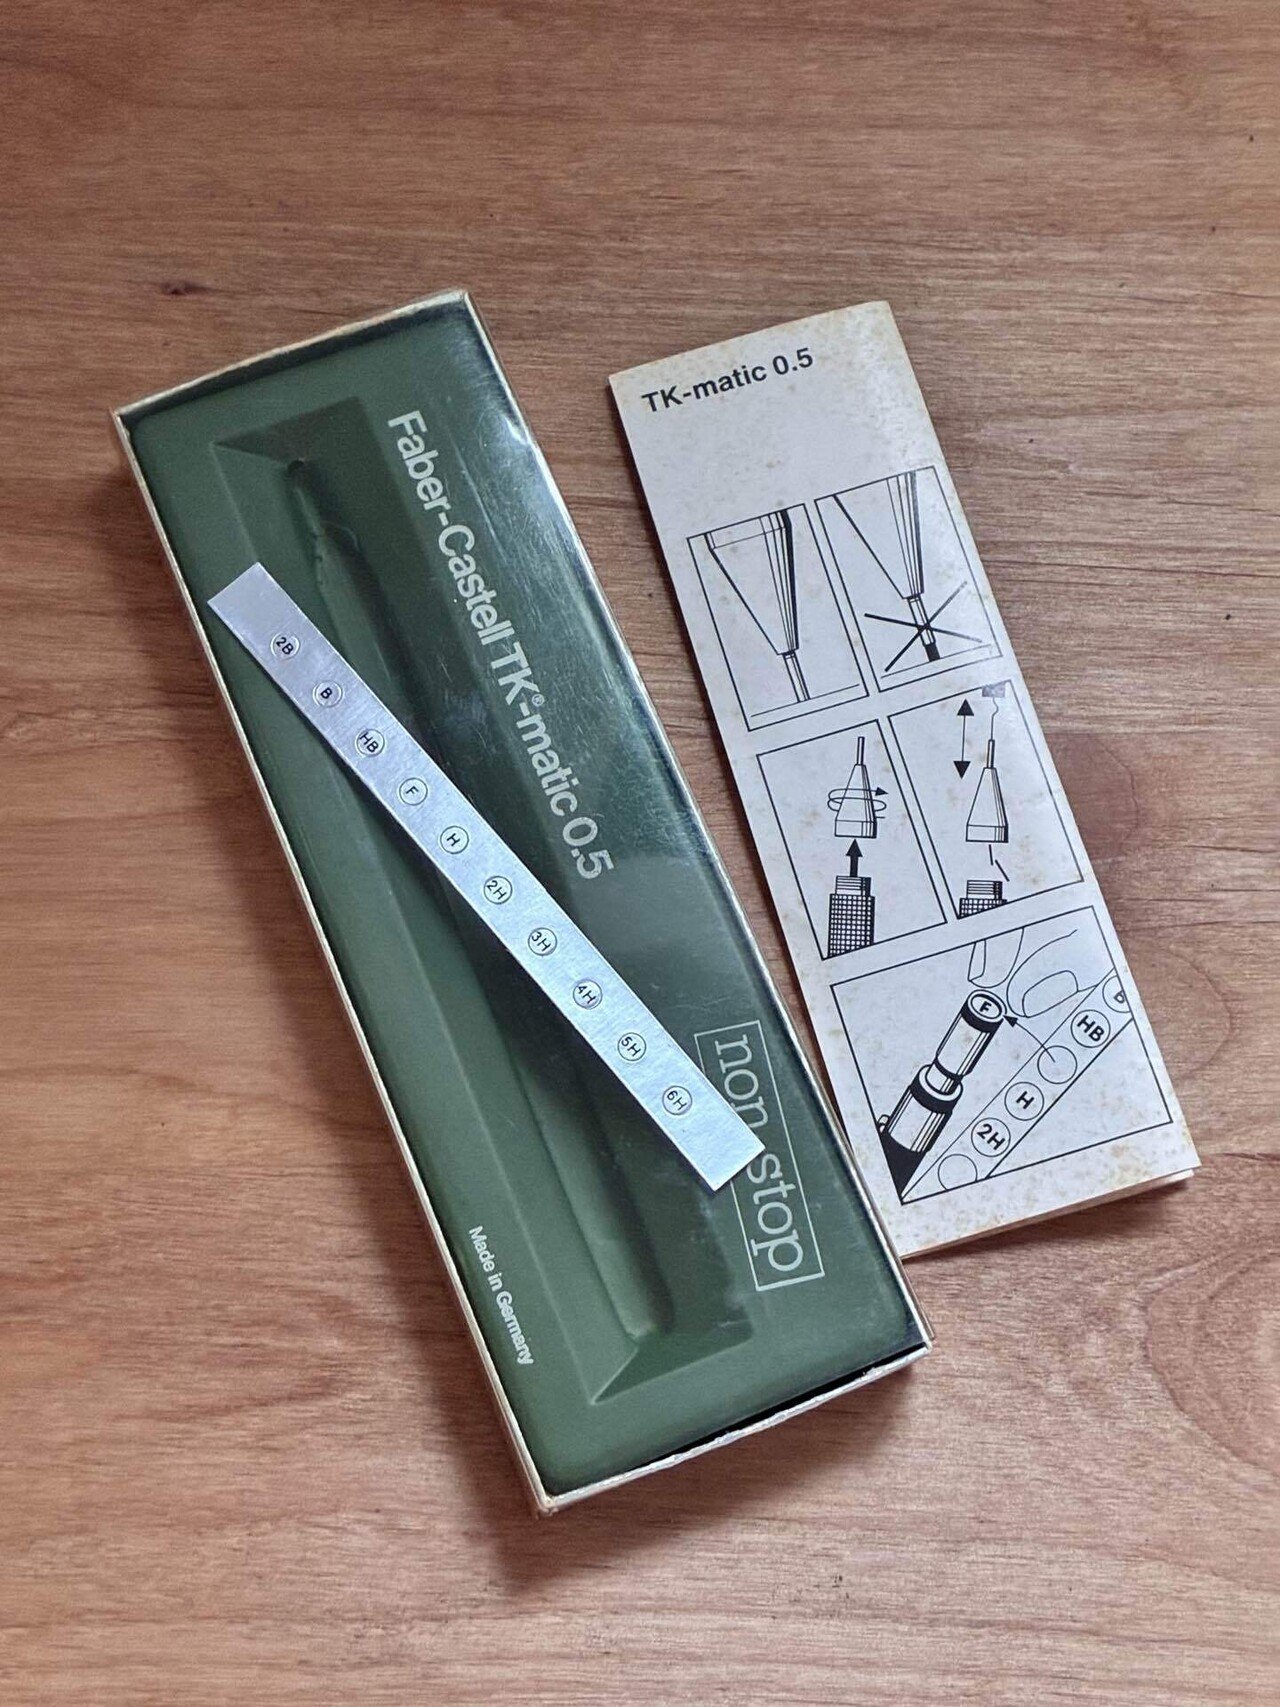 Faber-Castell TK®-matic 0.5
non stop
Made in Germany
2B
B
HB
F
H
2H
3H
4H
5H
6H
TK-matic 0.5
F
HB
H
2H